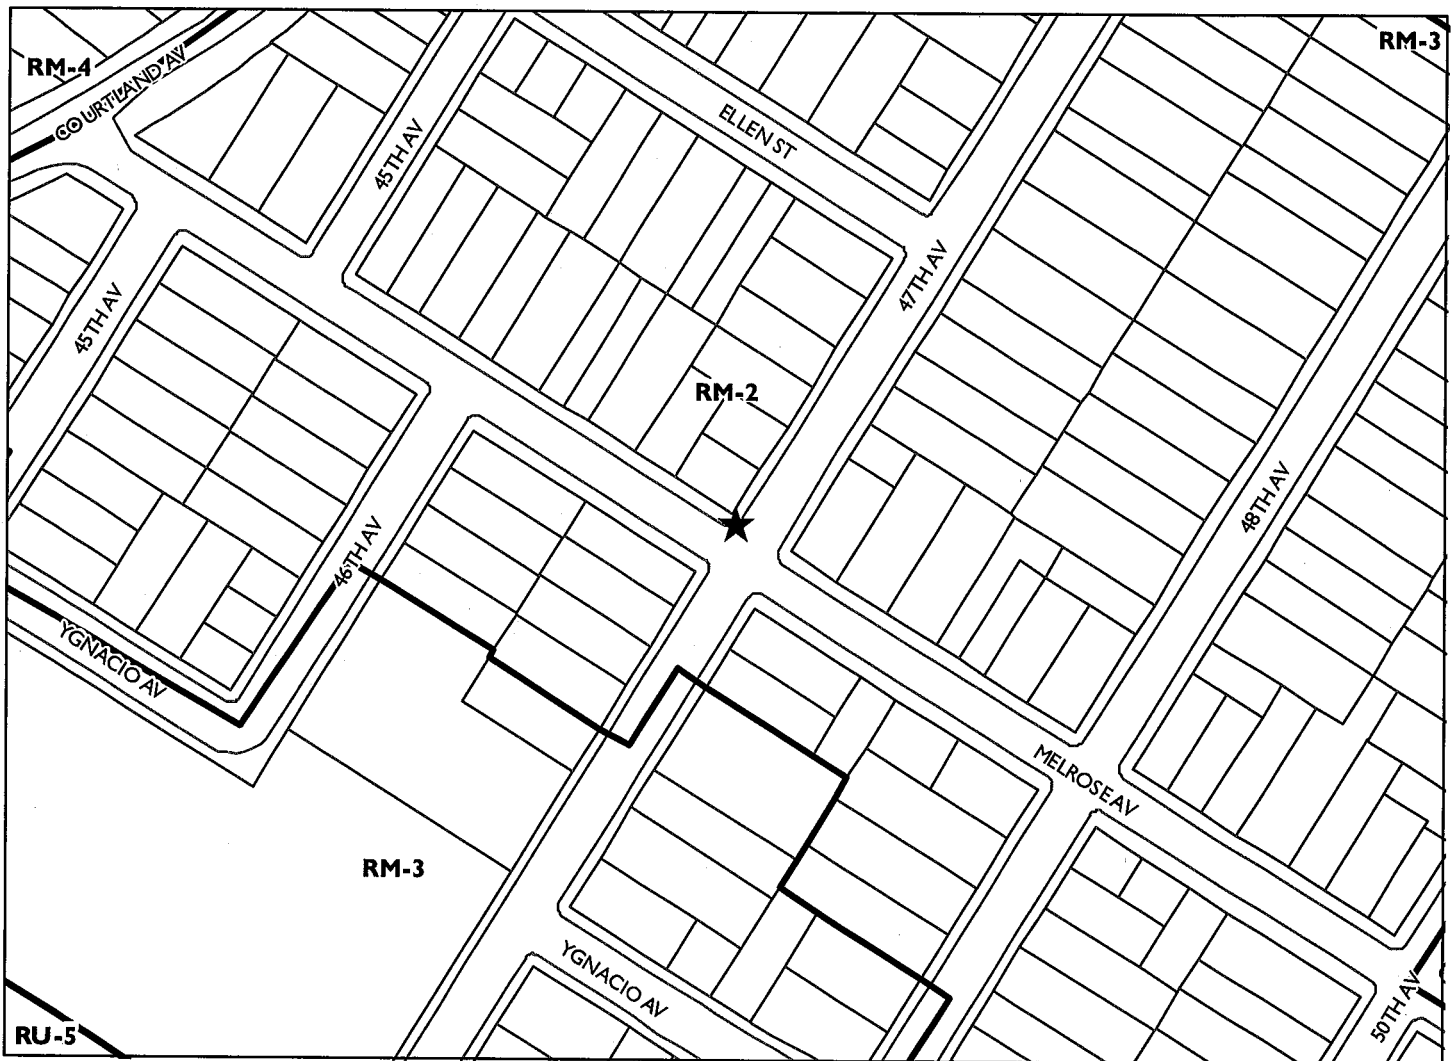 RM-4
COURTLAND AV
RM-3
ELLEN ST
45TH AV
47TH AV
45TH AV
RM-2
48TH AV
46TH AV
YGNACIO AV
MELROSE AV
RM-3
YGNACIO AV
50TH AV
RU-5